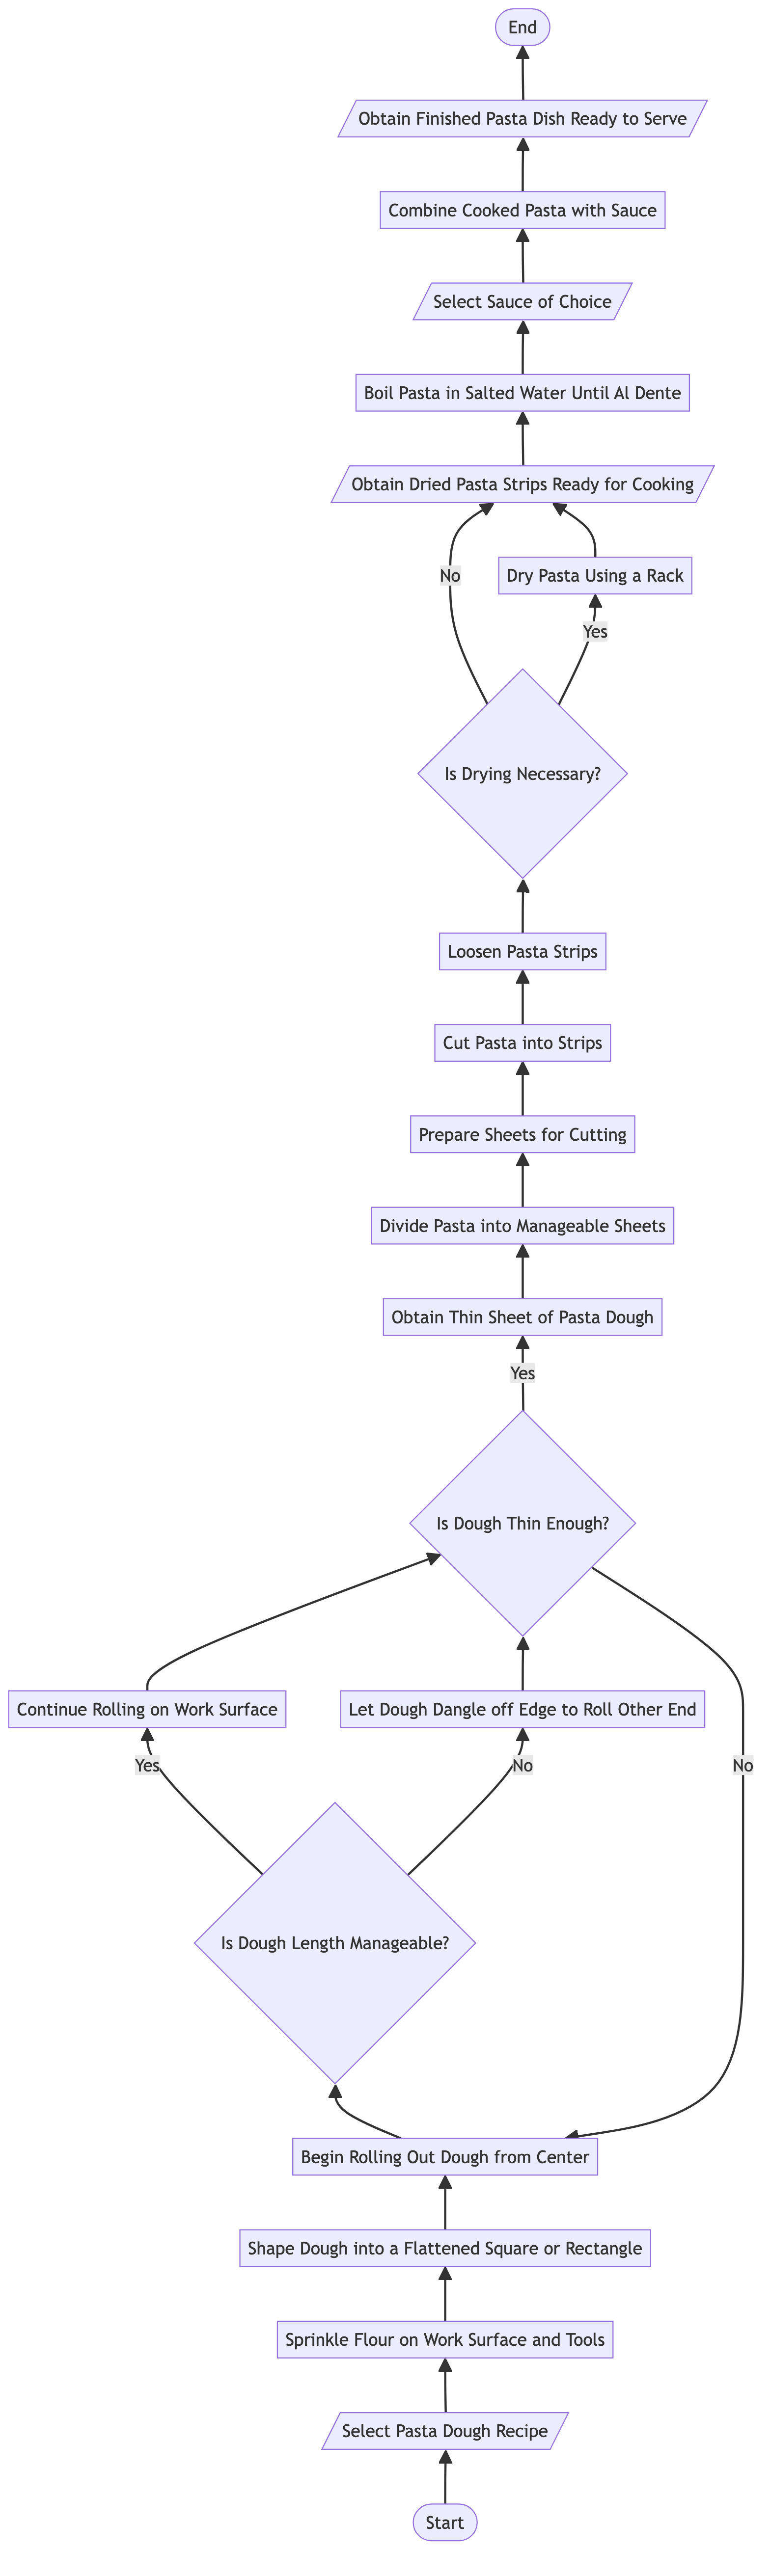 End
Obtain Finished Pasta Dish Ready to Serve
Combine Cooked Pasta with Sauce
Select Sauce of Choice
Boil Pasta in Salted Water Until Al Dente
Obtain Dried Pasta Strips Ready for Cooking
No
Dry Pasta Using a Rack
Yes
Is Drying Necessary?
Loosen Pasta Strips
Cut Pasta into Strips
Prepare Sheets for Cutting
Divide Pasta into Manageable Sheets
Obtain Thin Sheet of Pasta Dough
Yes
Is Dough Thin Enough?
Continue Rolling on Work Surface
Let Dough Dangle off Edge to Roll Other End
Yes
No
No
Is Dough Length Manageable?
Begin Rolling Out Dough from Center
Shape Dough into a Flattened Square or Rectangle
Sprinkle Flour on Work Surface and Tools
Select Pasta Dough Recipe
Start